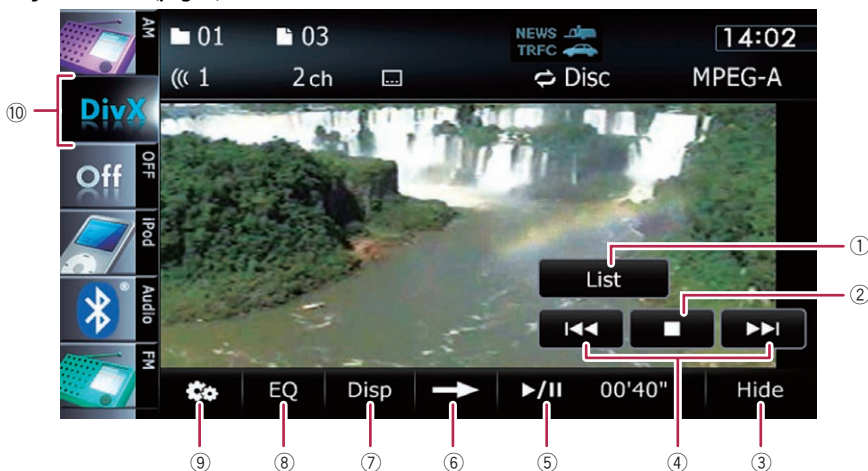 AM
01 03 NEWS TRFC 14:02
1 2 ch Disc MPEG-A
DivX
⑩
Off OFF
iPod
Audio
FM
List
①
②
EQ Disp ▶/II 00'40" Hide
⑨ ⑧ ⑦ ⑥ ⑤ ④ ③